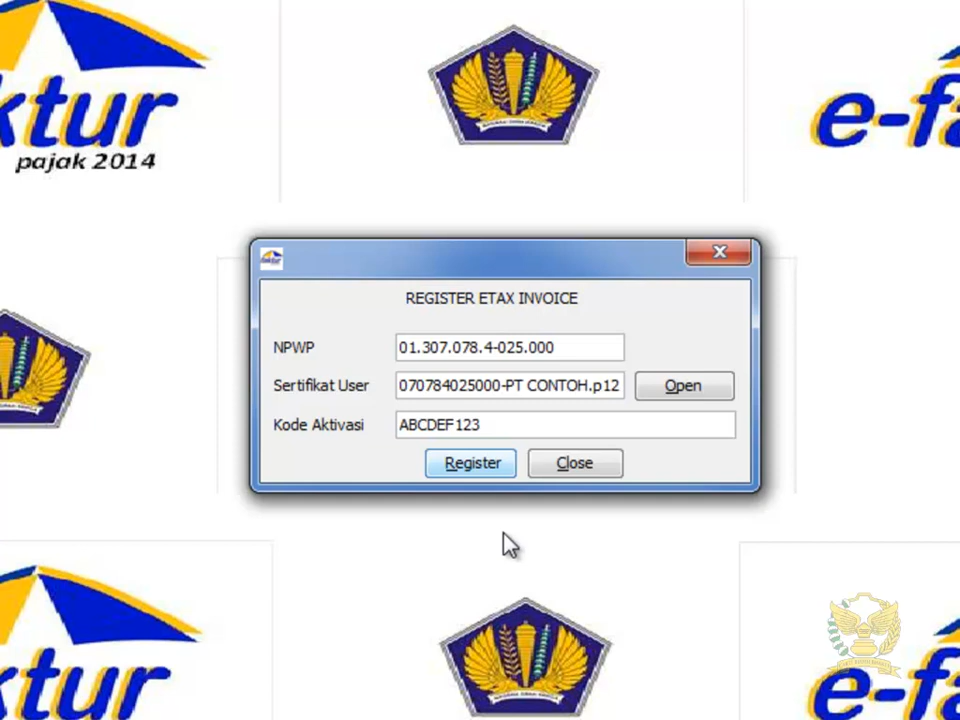 ktur
pajak 2014
e-fa
REGISTER ETAX INVOICE
NPWP
01.307.078.4-025.000
Sertifikat User
070784025000-PT CONTOH.p12
Open
Kode Aktivasi
ABCDEF123
Register
Close
ktur
e-fa